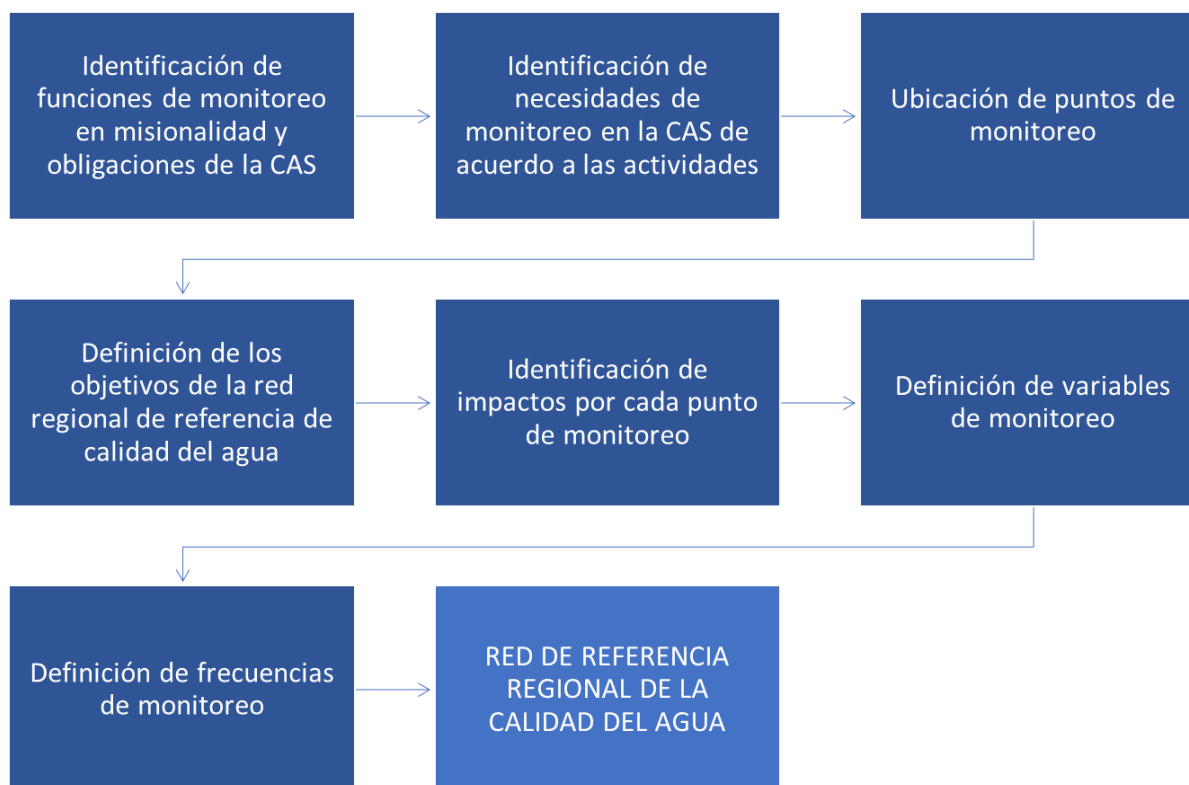 Identificación de
funciones de monitoreo
en misionalidad y
obligaciones de la CAS
Identificación de
necesidades de
monitoreo en la CAS de
acuerdo a las actividades
Ubicación de puntos de
monitoreo
Definición de los
objetivos de la red
regional de referencia de
calidad del agua
Identificación de
impactos por cada punto
de monitoreo
Definición de variables
de monitoreo
Definición de frecuencias
de monitoreo
RED DE REFERENCIA
REGIONAL DE LA
CALIDAD DEL AGUA